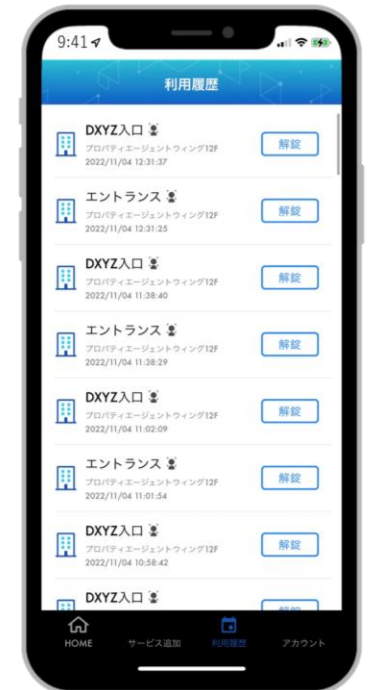 9:41
利用履歴
DXYZ入口
プロパティエージェントウィング12F
2022/11/04 12:31:37
解錠
エントランス
プロパティエージェントウィング12F
2022/11/04 12:31:25
解錠
DXYZ入口
プロパティエージェントウィング12F
2022/11/04 11:38:40
解錠
エントランス
プロパティエージェントウィング12F
2022/11/04 11:38:29
解錠
DXYZ入口
プロパティエージェントウィング12F
2022/11/04 11:02:09
解錠
エントランス
プロパティエージェントウィング12F
2022/11/04 11:01:54
解錠
DXYZ入口
プロパティエージェントウィング12F
2022/11/04 10:58:42
解錠
DXYZ入口
HOME
サービス追加
利用履歴
アカウント